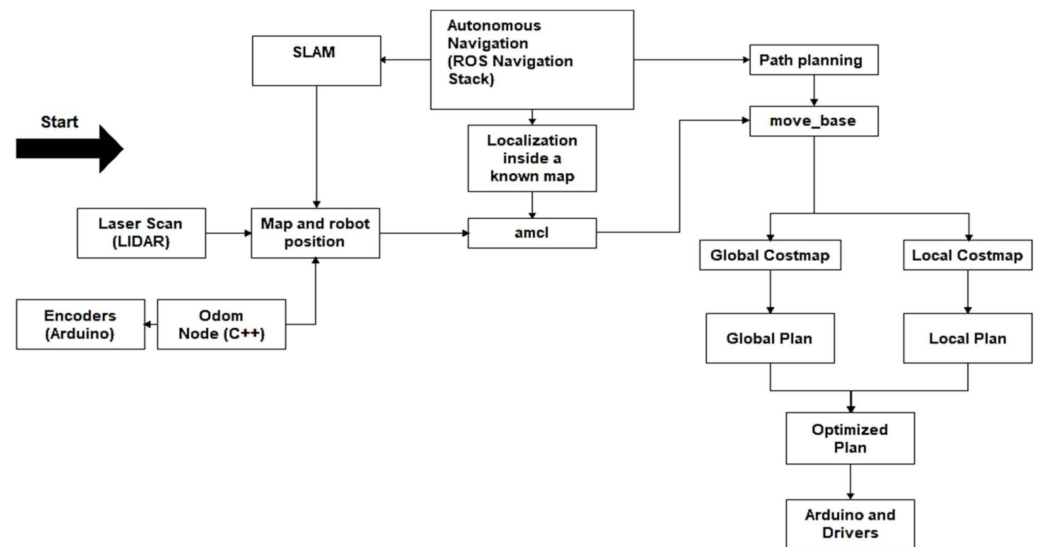 Autonomous
Navigation
(ROS Navigation
Stack)
SLAM
Path planning
Start
move_base
Localization
inside a
known map
Laser Scan
(LIDAR)
Map and robot
position
amcl
Global Costmap
Local Costmap
Encoders
(Arduino)
Odom
Node (C++)
Global Plan
Local Plan
Optimized
Plan
Arduino and
Drivers